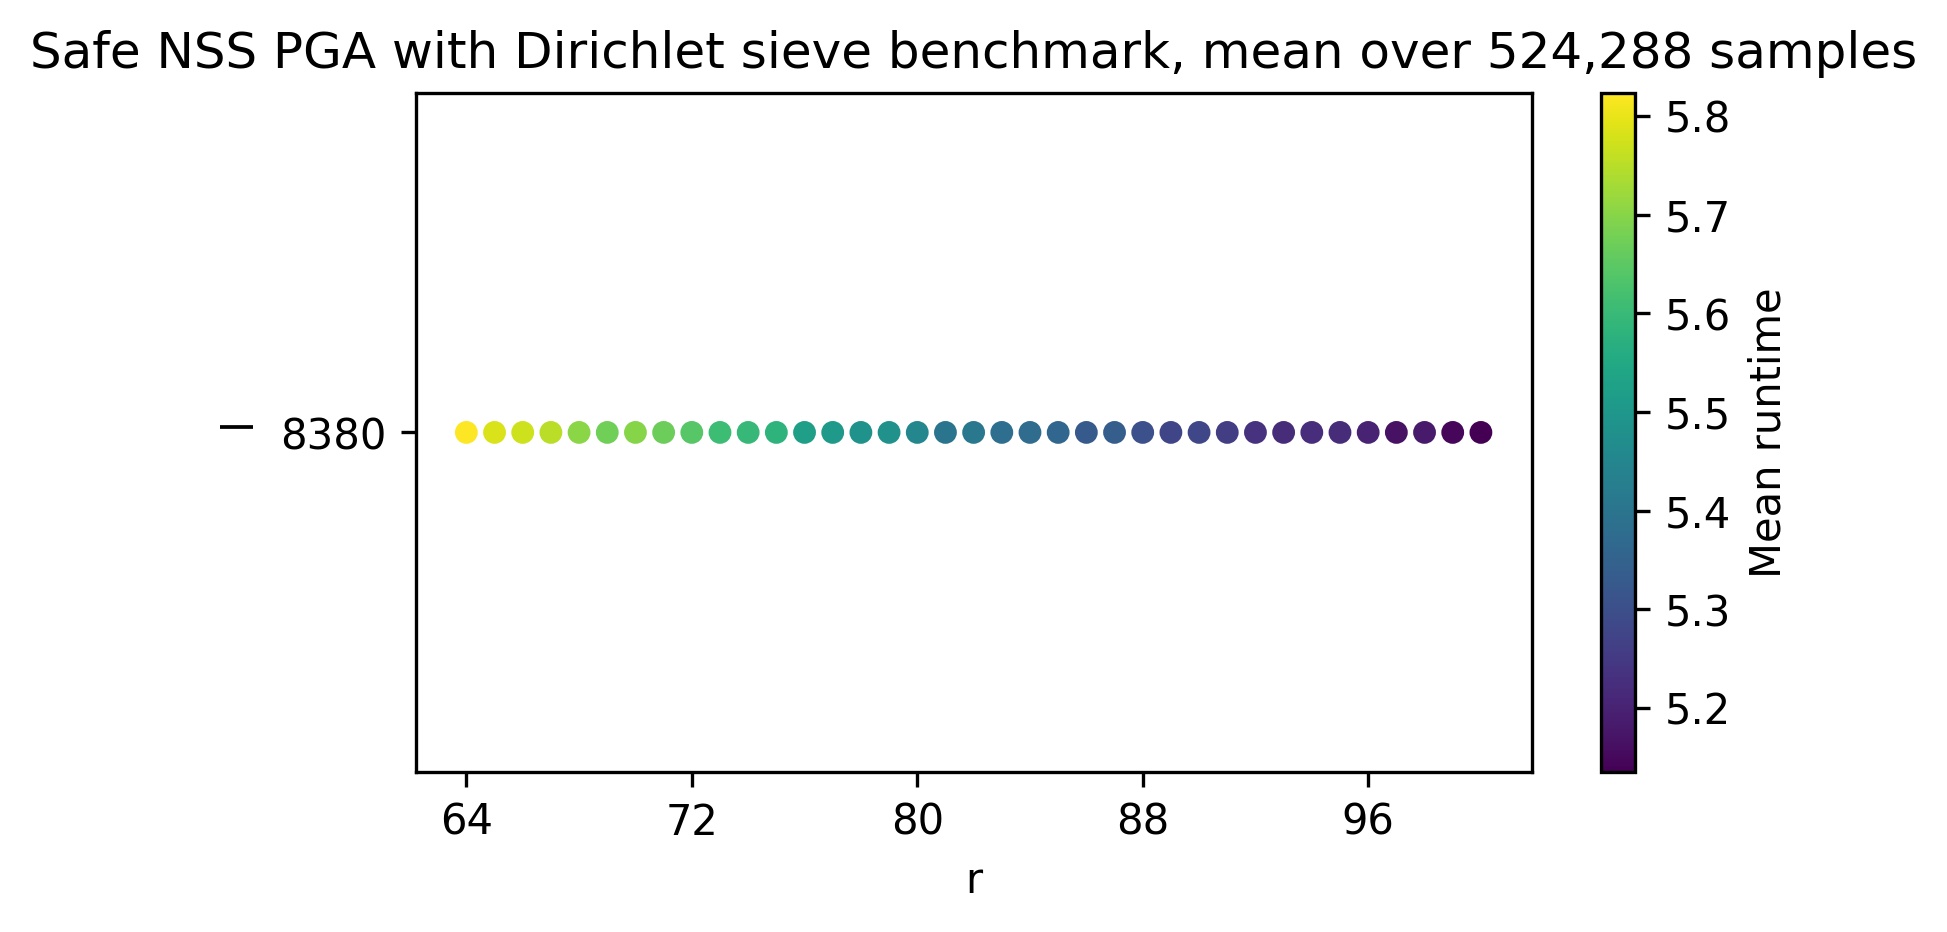 Safe NSS PGA with Dirichlet sieve benchmark, mean over 524,288 samples
l
8380
64 72 80 88 96
r
5.8
5.7
5.6
5.5
5.4
5.3
5.2
Mean runtime